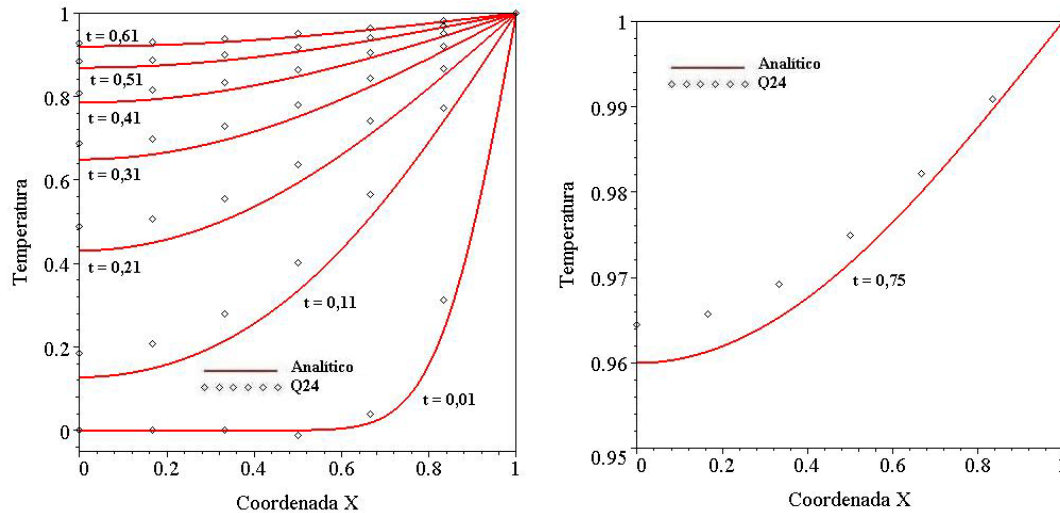 1
t = 0,61
t = 0,51
0.8
t = 0,41
0.6
t = 0,31
Temperatura
0.4
t = 0,21
t = 0,11
0.2
Analítico
Q24
t = 0,01
0
0
0.2
0.4
0.6
0.8
1
Coordenada X
1
Analítico
Q24
0.99
0.98
Temperatura
0.97
t = 0,75
0.96
0.95
0
0.2
0.4
0.6
0.8
1
Coordenada X